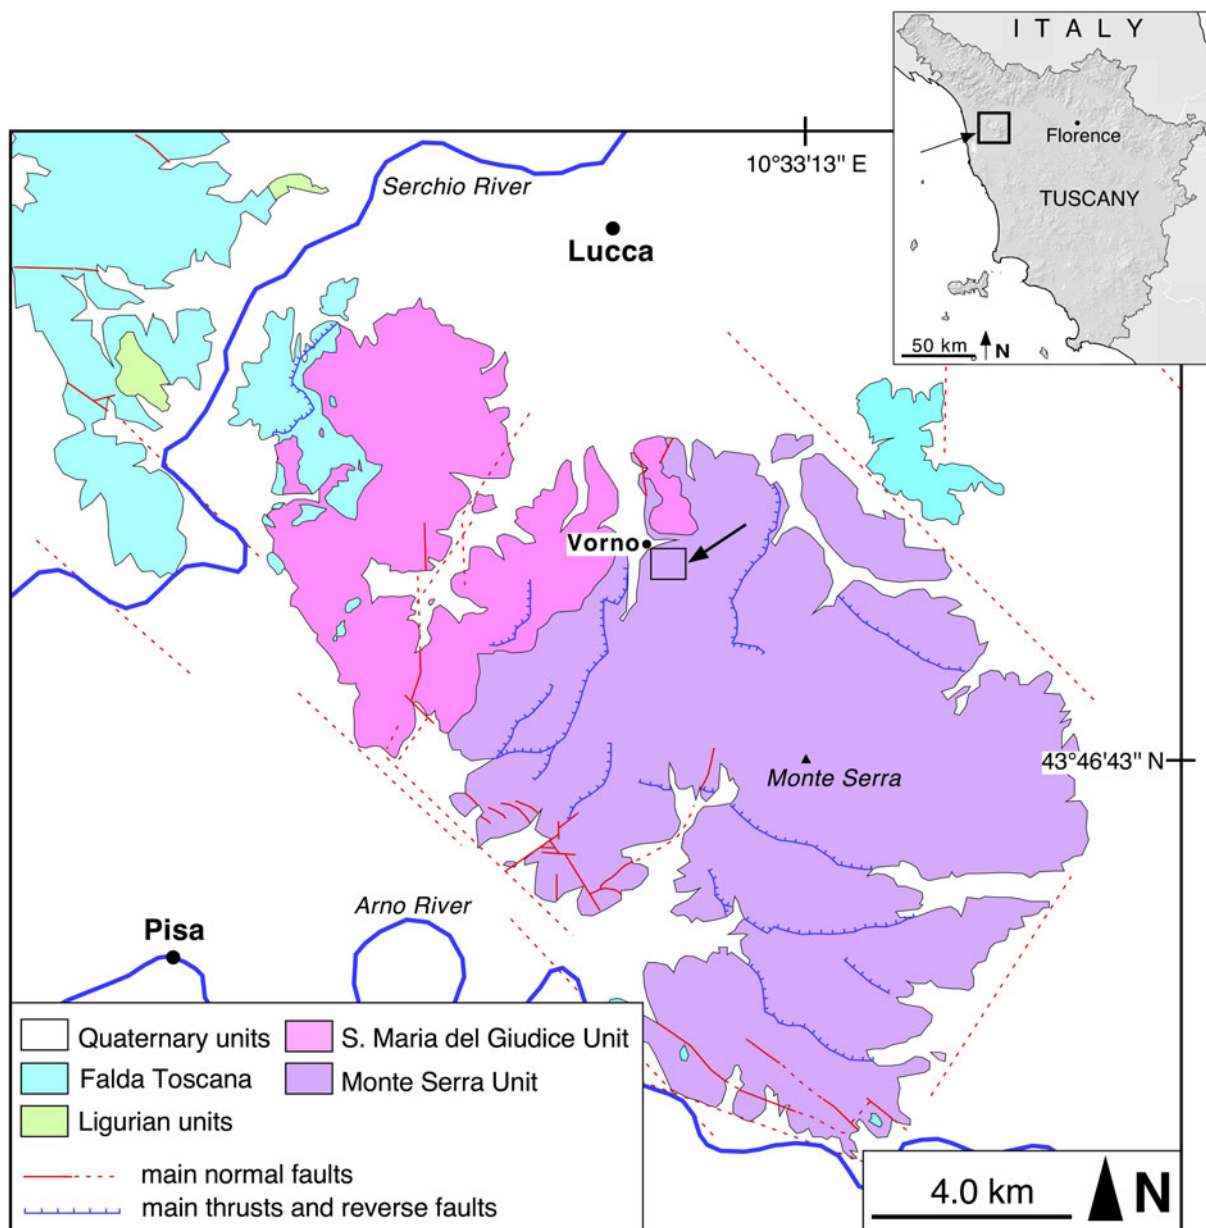 I T A L Y
Florence
TUSCANY
50 km
N
10°33'13" E
Serchio River
Lucca
Vorno
43°46'43" N
Monte Serra
Arno River
Pisa
Quaternary units
S. Maria del Giudice Unit
Falda Toscana
Monte Serra Unit
Ligurian units
main normal faults
main thrusts and reverse faults
4.0 km
N